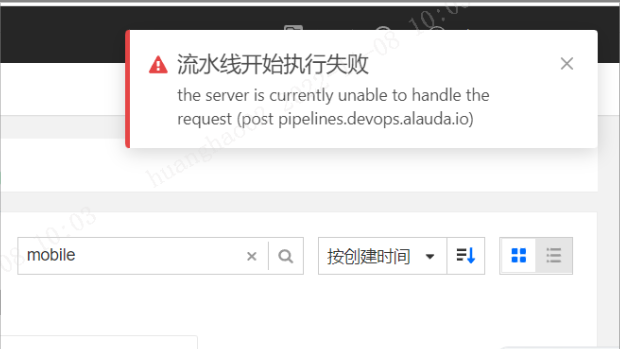 流水线开始执行失败
the server is currently unable to handle the
request (post pipelines.devops.alauda.io)
mobile
按创建时间